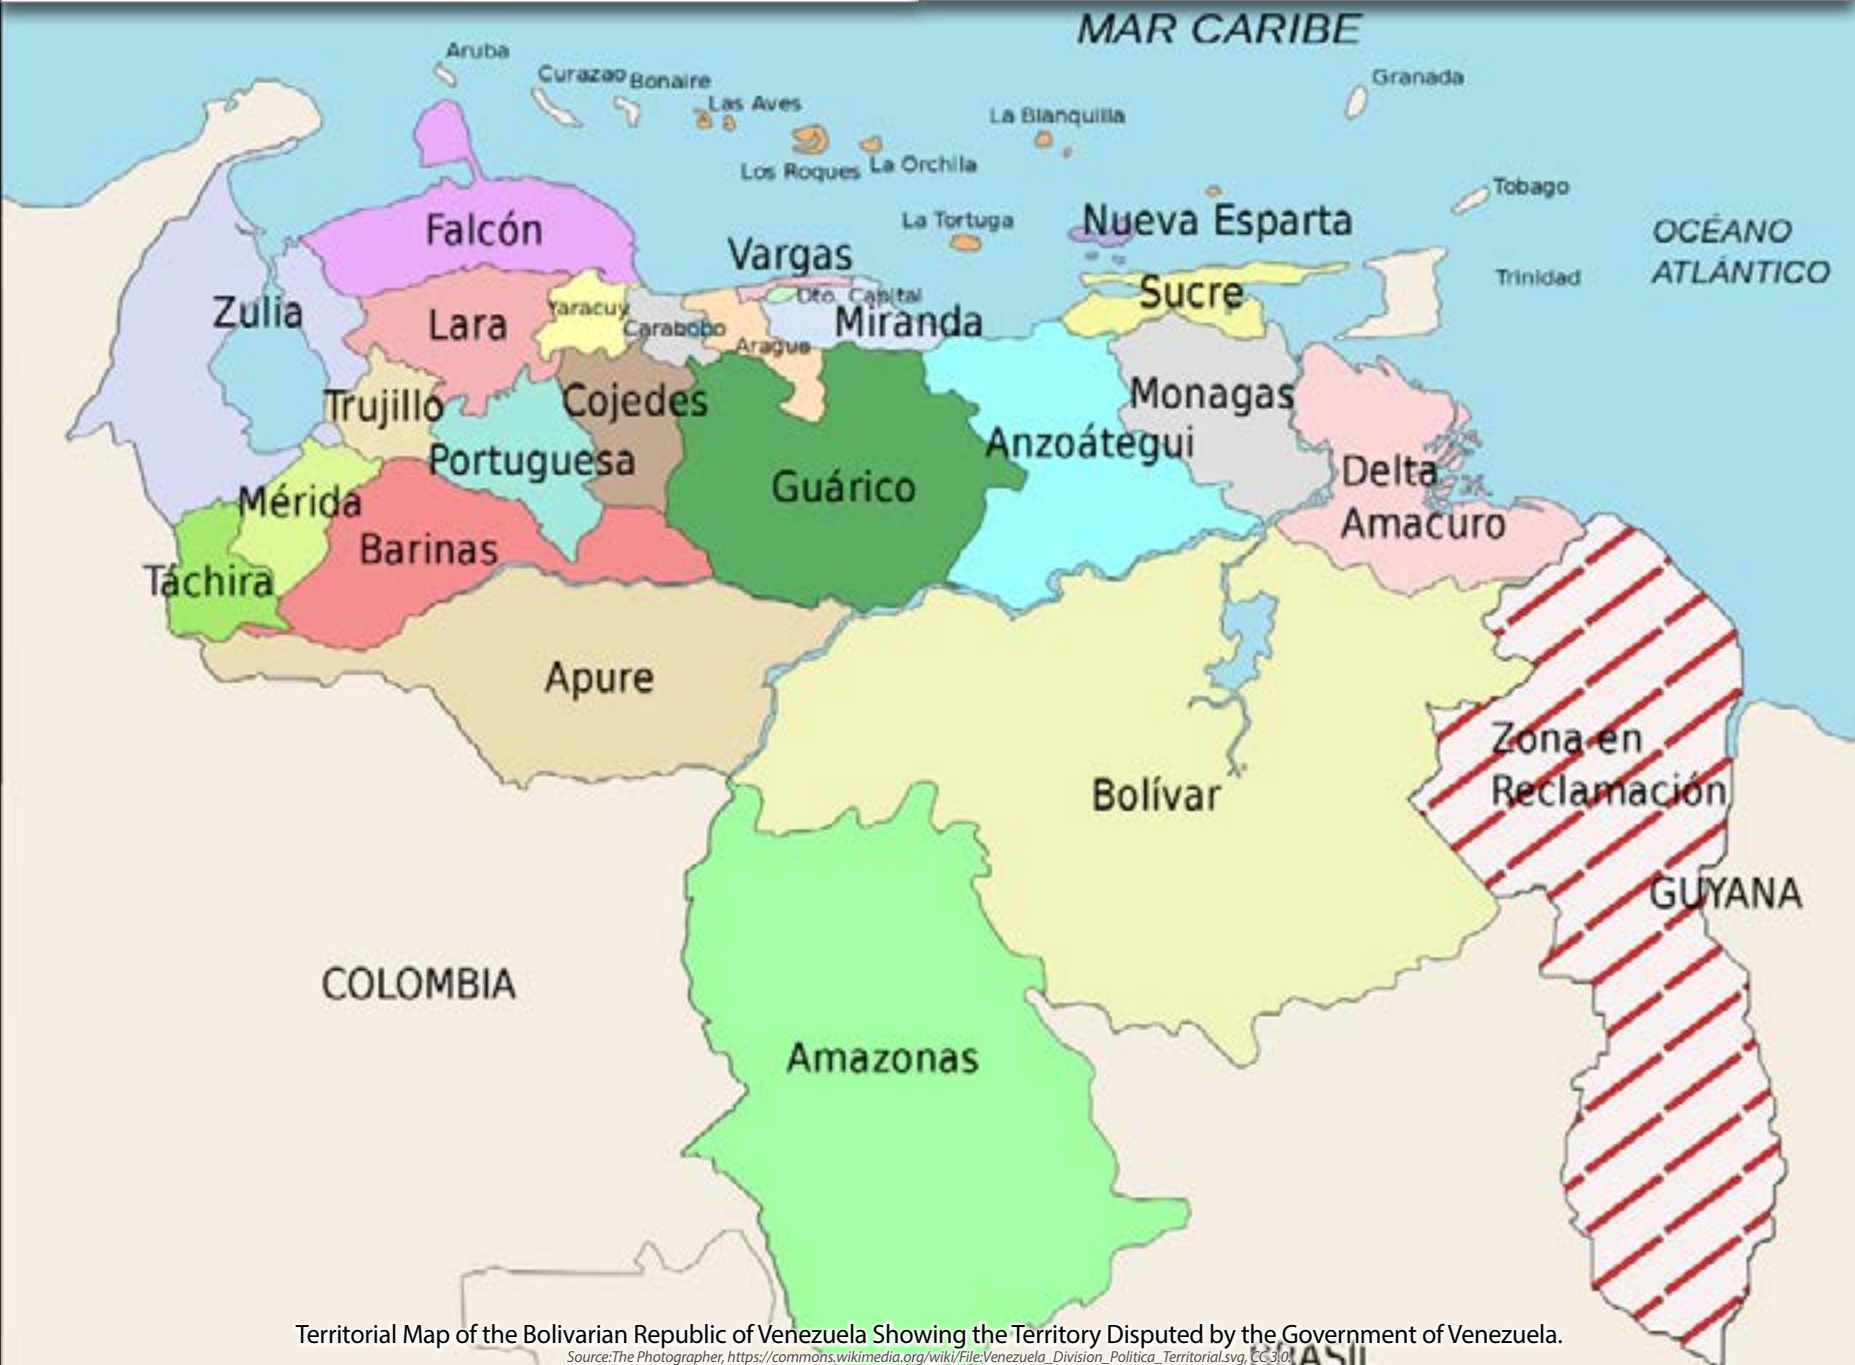 MAR CARIBE
Aruba
Curazao
Bonaire
Las Aves
Granada
La Blanquilla
Los Roques
La Orchila
Tobago
La Tortuga
Nueva Esparta
OCÉANO
ATLÁNTICO
Falcón
Vargas
Trinidad
Sucre
Dto. Capital
Zulia
Lara
Yaracuy
Carabobo
Miranda
Aragua
Trujillo
Cojedes
Monagas
Portuguesa
Anzoátegui
Guárico
Delta
Amacuro
Mérida
Barinas
Táchira
Apure
Zona en
Reclamación
Bolívar
GUYANA
COLOMBIA
Amazonas
Territorial Map of the Bolivarian Republic of Venezuela Showing the Territory Disputed by the Government of Venezuela.
BRASIL
Source:The Photographer, https://commons.wikimedia.org/wiki/File:Venezuela_Division_Politica_Territorial.svg, CC 3.0.